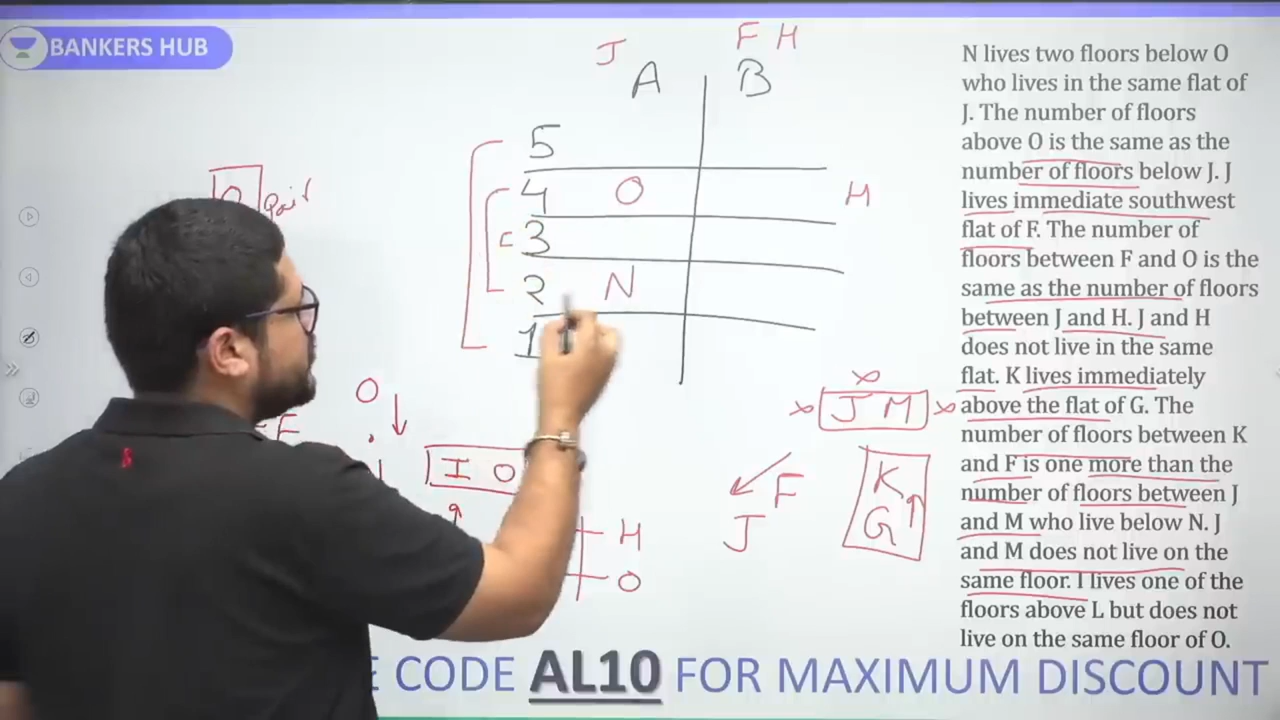 BANKERS HUB
J
F H
A B
5
4 O H
3
2 N
1
O Pair
F
O
I O
H
O
J M
F
J
K
G
N lives two floors below O
who lives in the same flat of
J. The number of floors
above O is the same as the
number of floors below J. J
lives immediate southwest
flat of F. The number of
floors between F and O is the
same as the number of floors
between J and H. J and H
does not live in the same
flat. K lives immediately
above the flat of G. The
number of floors between K
and F is one more than the
number of floors between J
and M who live below N. J
and M does not live on the
same floor. I lives one of the
floors above L but does not
live on the same floor of O.
CODE AL10 FOR MAXIMUM DISCOUNT